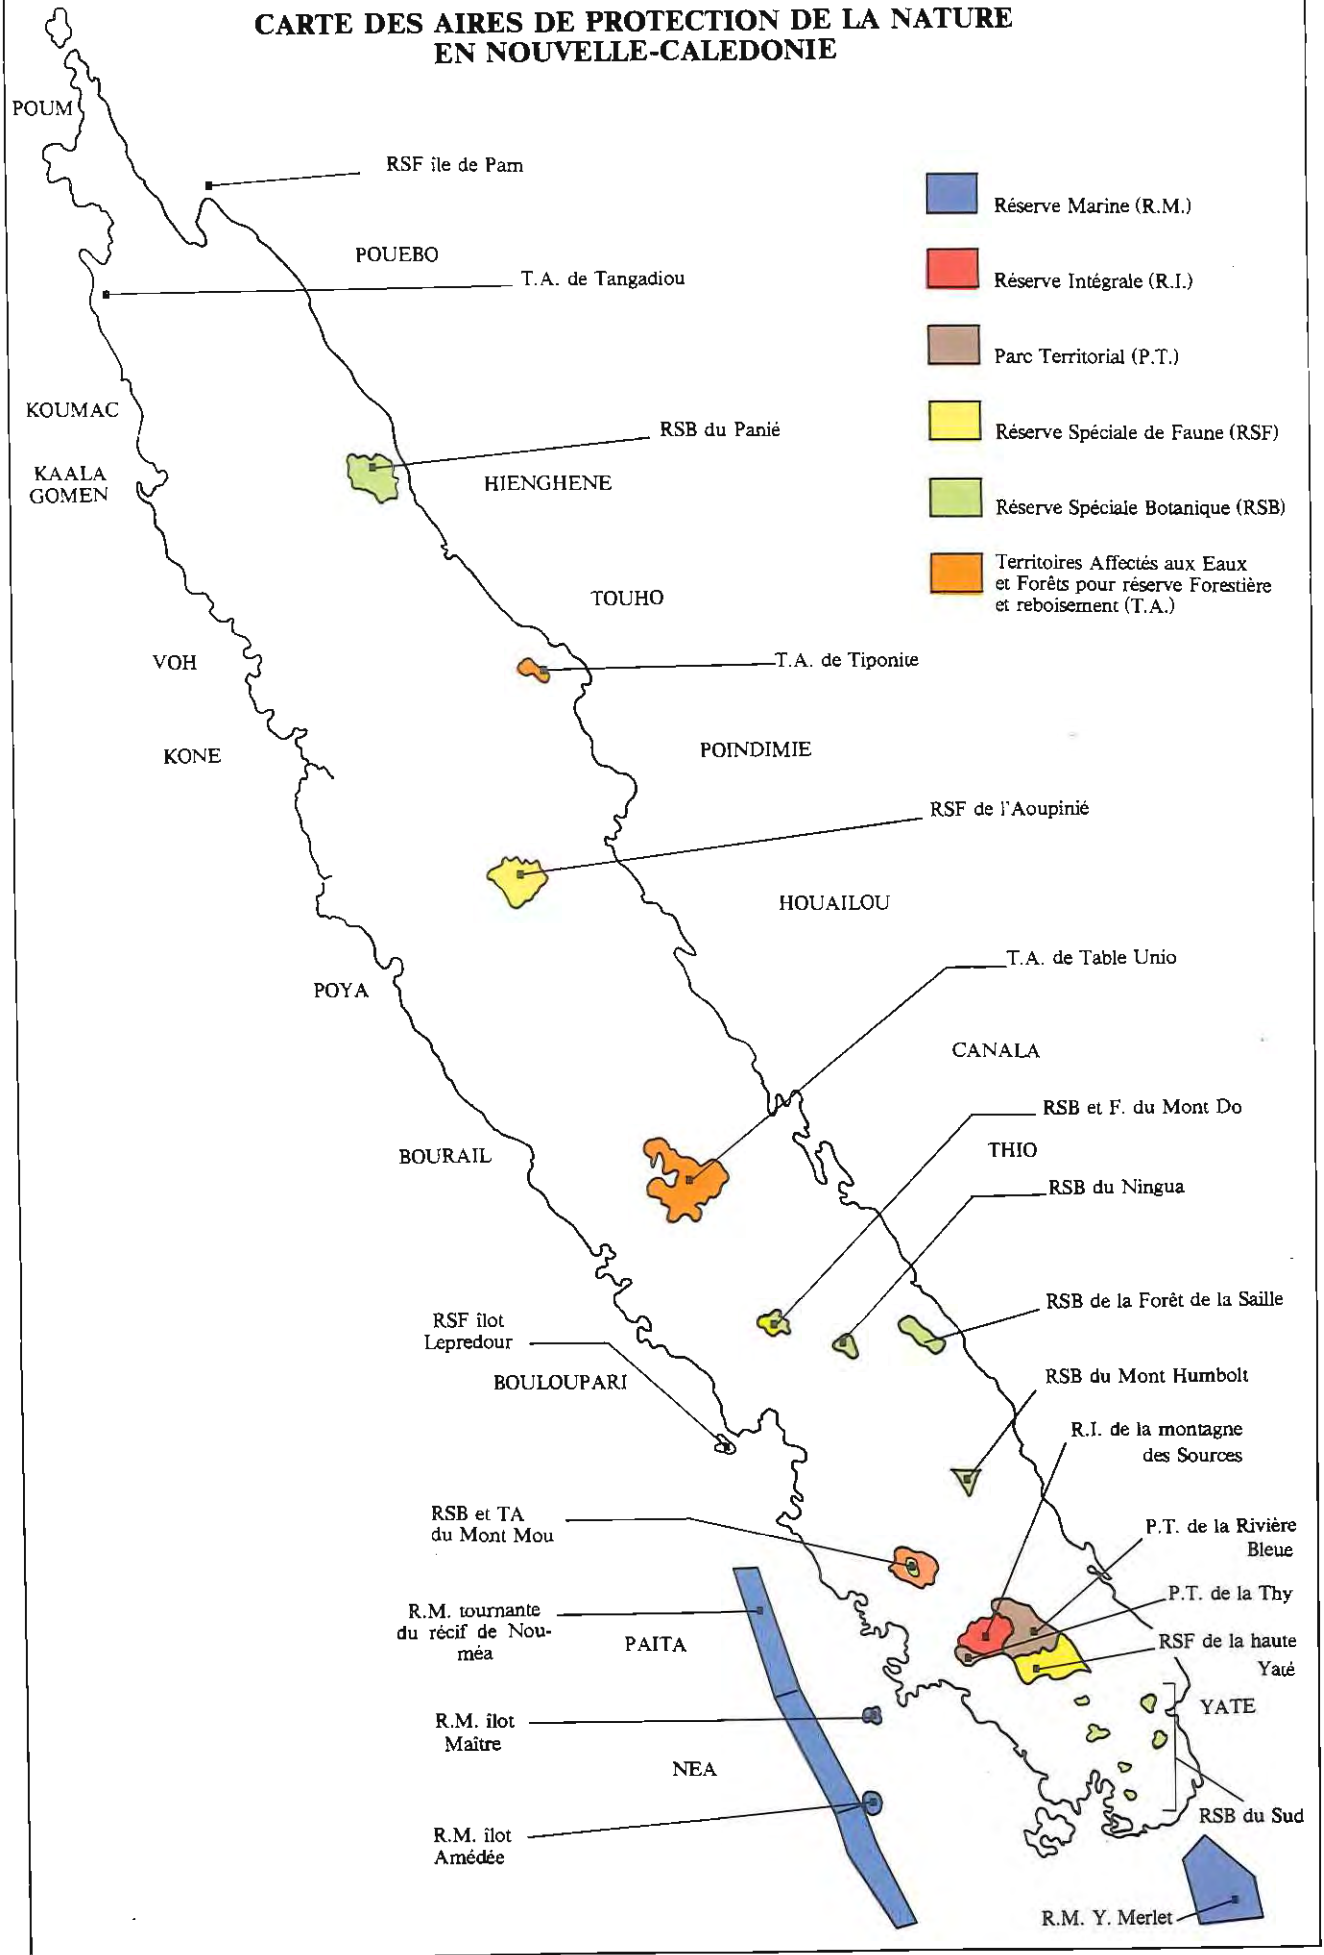 CARTE DES AIRES DE PROTECTION DE LA NATURE
EN NOUVELLE-CALEDONIE
POUM
RSF île de Pam
POUEBO
T.A. de Tangadiou
Réserve Marine (R.M.)
Réserve Intégrale (R.I.)
Parc Territorial (P.T.)
Réserve Spéciale de Faune (RSF)
Réserve Spéciale Botanique (RSB)
Territoires Affectés aux Eaux
et Forêts pour réserve Forestière
et reboisement (T.A.)
KOUMAC
KAALA
GOMEN
RSB du Panié
HIENGHENE
TOUHO
VOH
T.A. de Tiponite
KONE
POINDIMIE
RSF de l'Aoupinié
HOUAILOU
T.A. de Table Unio
POYA
CANALA
RSB et F. du Mont Do
BOURAIL
THIO
RSB du Ningua
RSB de la Forêt de la Saille
RSF îlot
Lepredour
BOULOUPARI
RSB du Mont Humbolt
R.I. de la montagne
des Sources
RSB et TA
du Mont Mou
P.T. de la Rivière
Bleue
P.T. de la Thy
R.M. tournante
du récif de Nou-
méa
PAITA
RSF de la haute
Yaté
YATE
R.M. îlot
Maître
NEA
RSB du Sud
R.M. îlot
Amédée
R.M. Y. Merlet